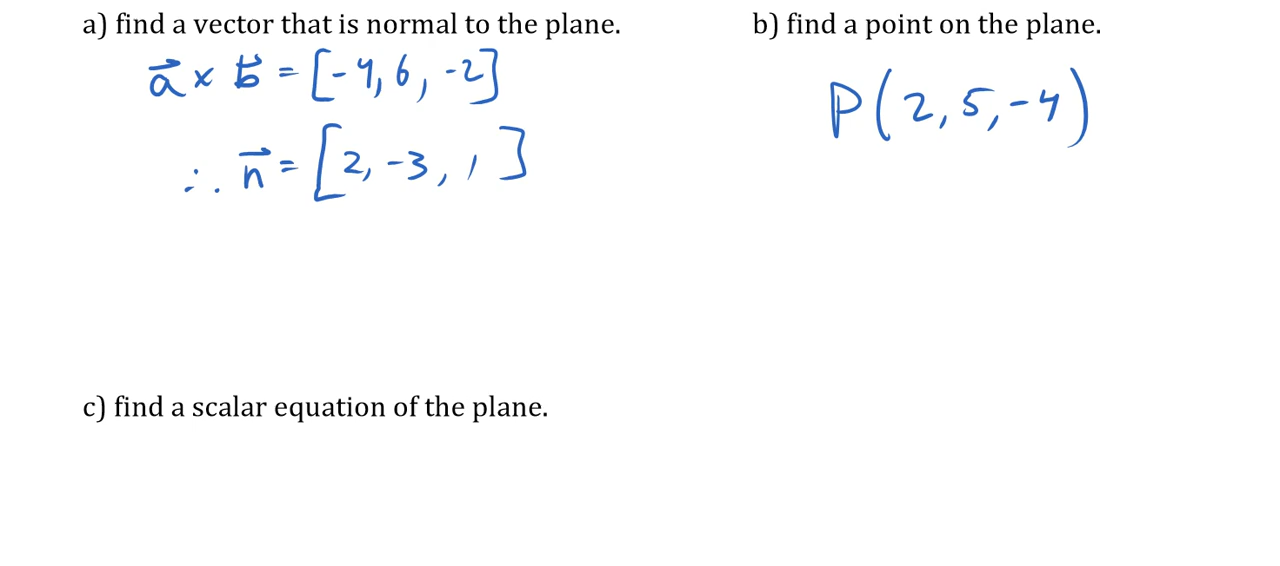 a) find a vector that is normal to the plane.
a⃗ × b⃗ = [-4, 6, -2]
∴ n⃗ = [2, -3, 1]
b) find a point on the plane.
P(2, 5, -4)
c) find a scalar equation of the plane.